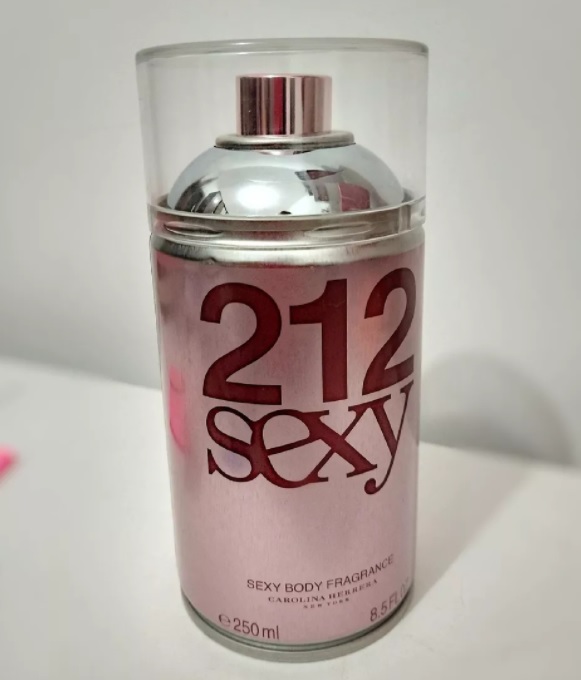 212
sexy
SEXY BODY FRAGRANCE
CAROLINA HERRERA
NEW YORK
℮250ml
8.5 FL